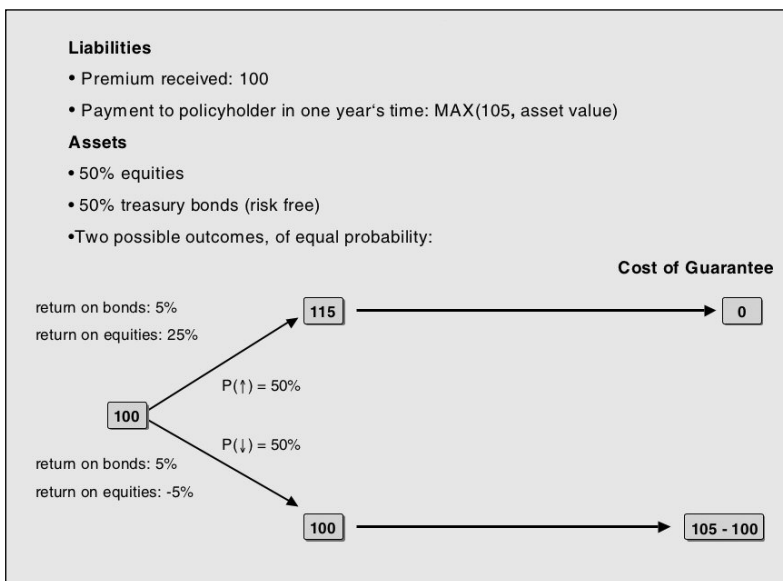 Liabilities
• Premium received: 100
• Payment to policyholder in one year‘s time: MAX(105, asset value)
Assets
• 50% equities
• 50% treasury bonds (risk free)
•Two possible outcomes, of equal probability:
Cost of Guarantee
return on bonds: 5%
return on equities: 25%
115
0
P(↑) = 50%
100
P(↓) = 50%
return on bonds: 5%
return on equities: -5%
100
105 - 100